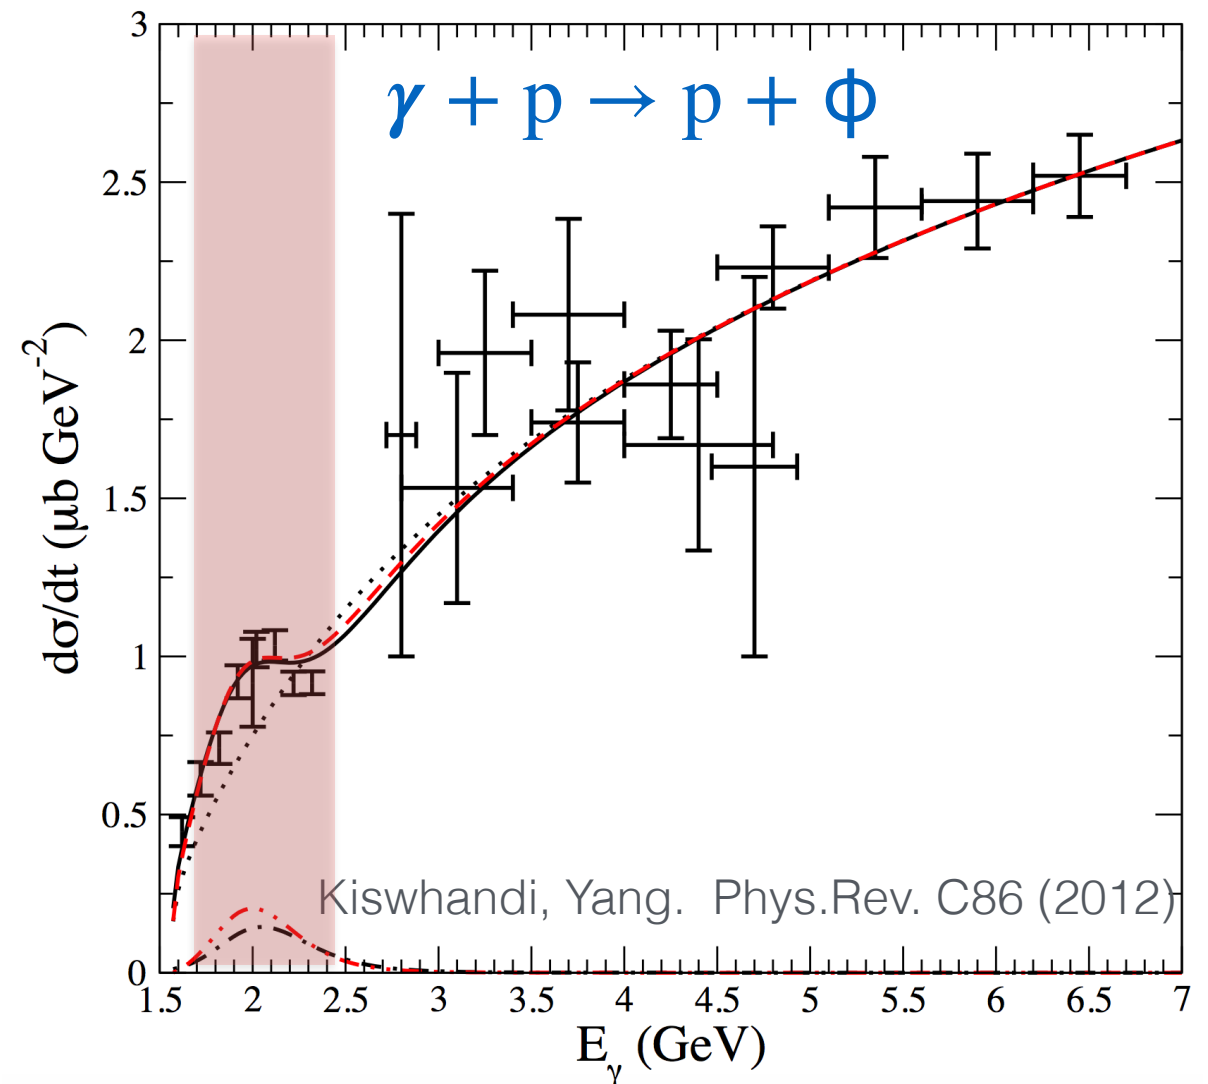 γ + p → p + ϕ
3
2.5
2
1.5
1
0.5
0
dσ/dt (μb GeV⁻²)
Kiswhandi, Yang. Phys.Rev. C86 (2012)
1.5 2 2.5 3 3.5 4 4.5 5 5.5 6 6.5 7
E_γ (GeV)